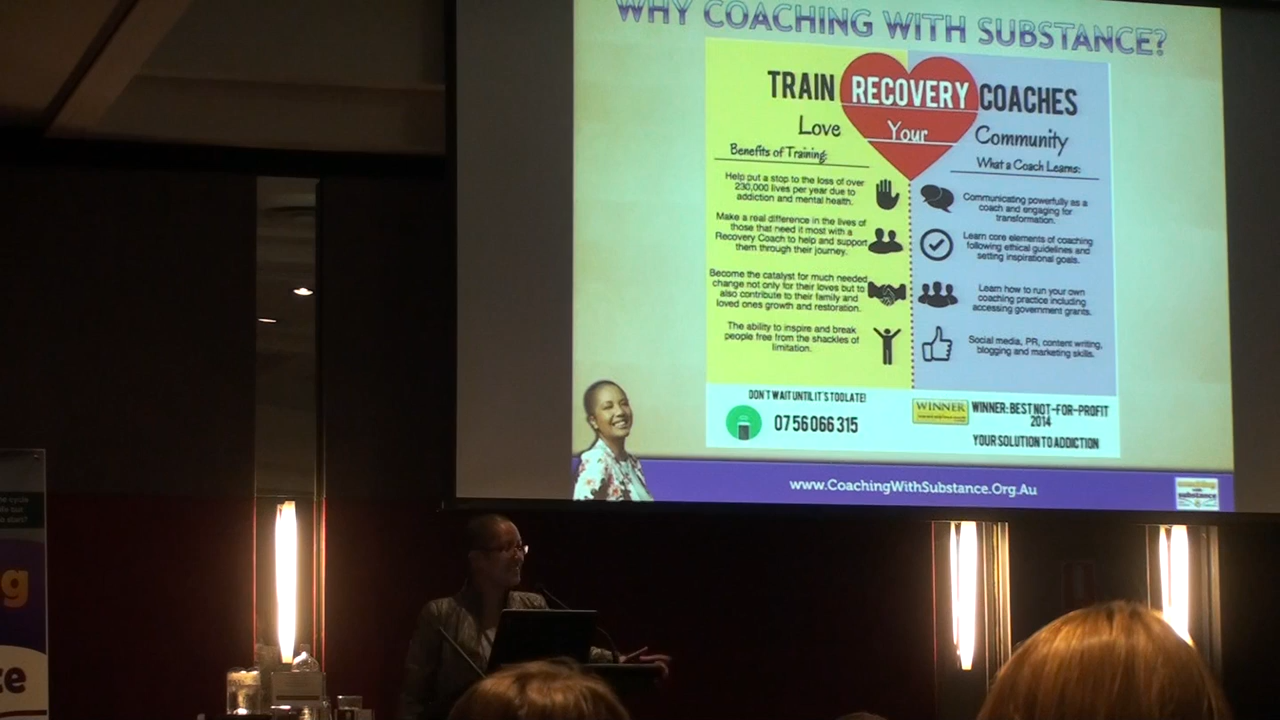 WHY COACHING WITH SUBSTANCE?
TRAIN RECOVERY COACHES
Love Your Community
Benefits of Training:
Help put a stop to the loss of over
230,000 lives per year due to
addiction and mental health.
Make a real difference in the lives of
those that need it most with a
Recovery Coach to help and support
them through their journey.
Become the catalyst for much needed
change not only for their loves but to
also contribute to their family and
loved ones growth and restoration.
The ability to inspire and break
people free from the shackles of
limitation.
What a Coach Learns:
Communicating powerfully as a
coach and engaging for
transformation.
Learn core elements of coaching
following ethical guidelines and
setting inspirational goals.
Learn how to run your own
coaching practice including
accessing government grants.
Social media, PR, content writing,
blogging and marketing skills.
DON'T WAIT UNTIL IT'S TOO LATE!
07 56 066 315
WINNER
WINNER: BEST NOT-FOR-PROFIT
2014
YOUR SOLUTION TO ADDICTION
www.CoachingWithSubstance.Org.Au
substance